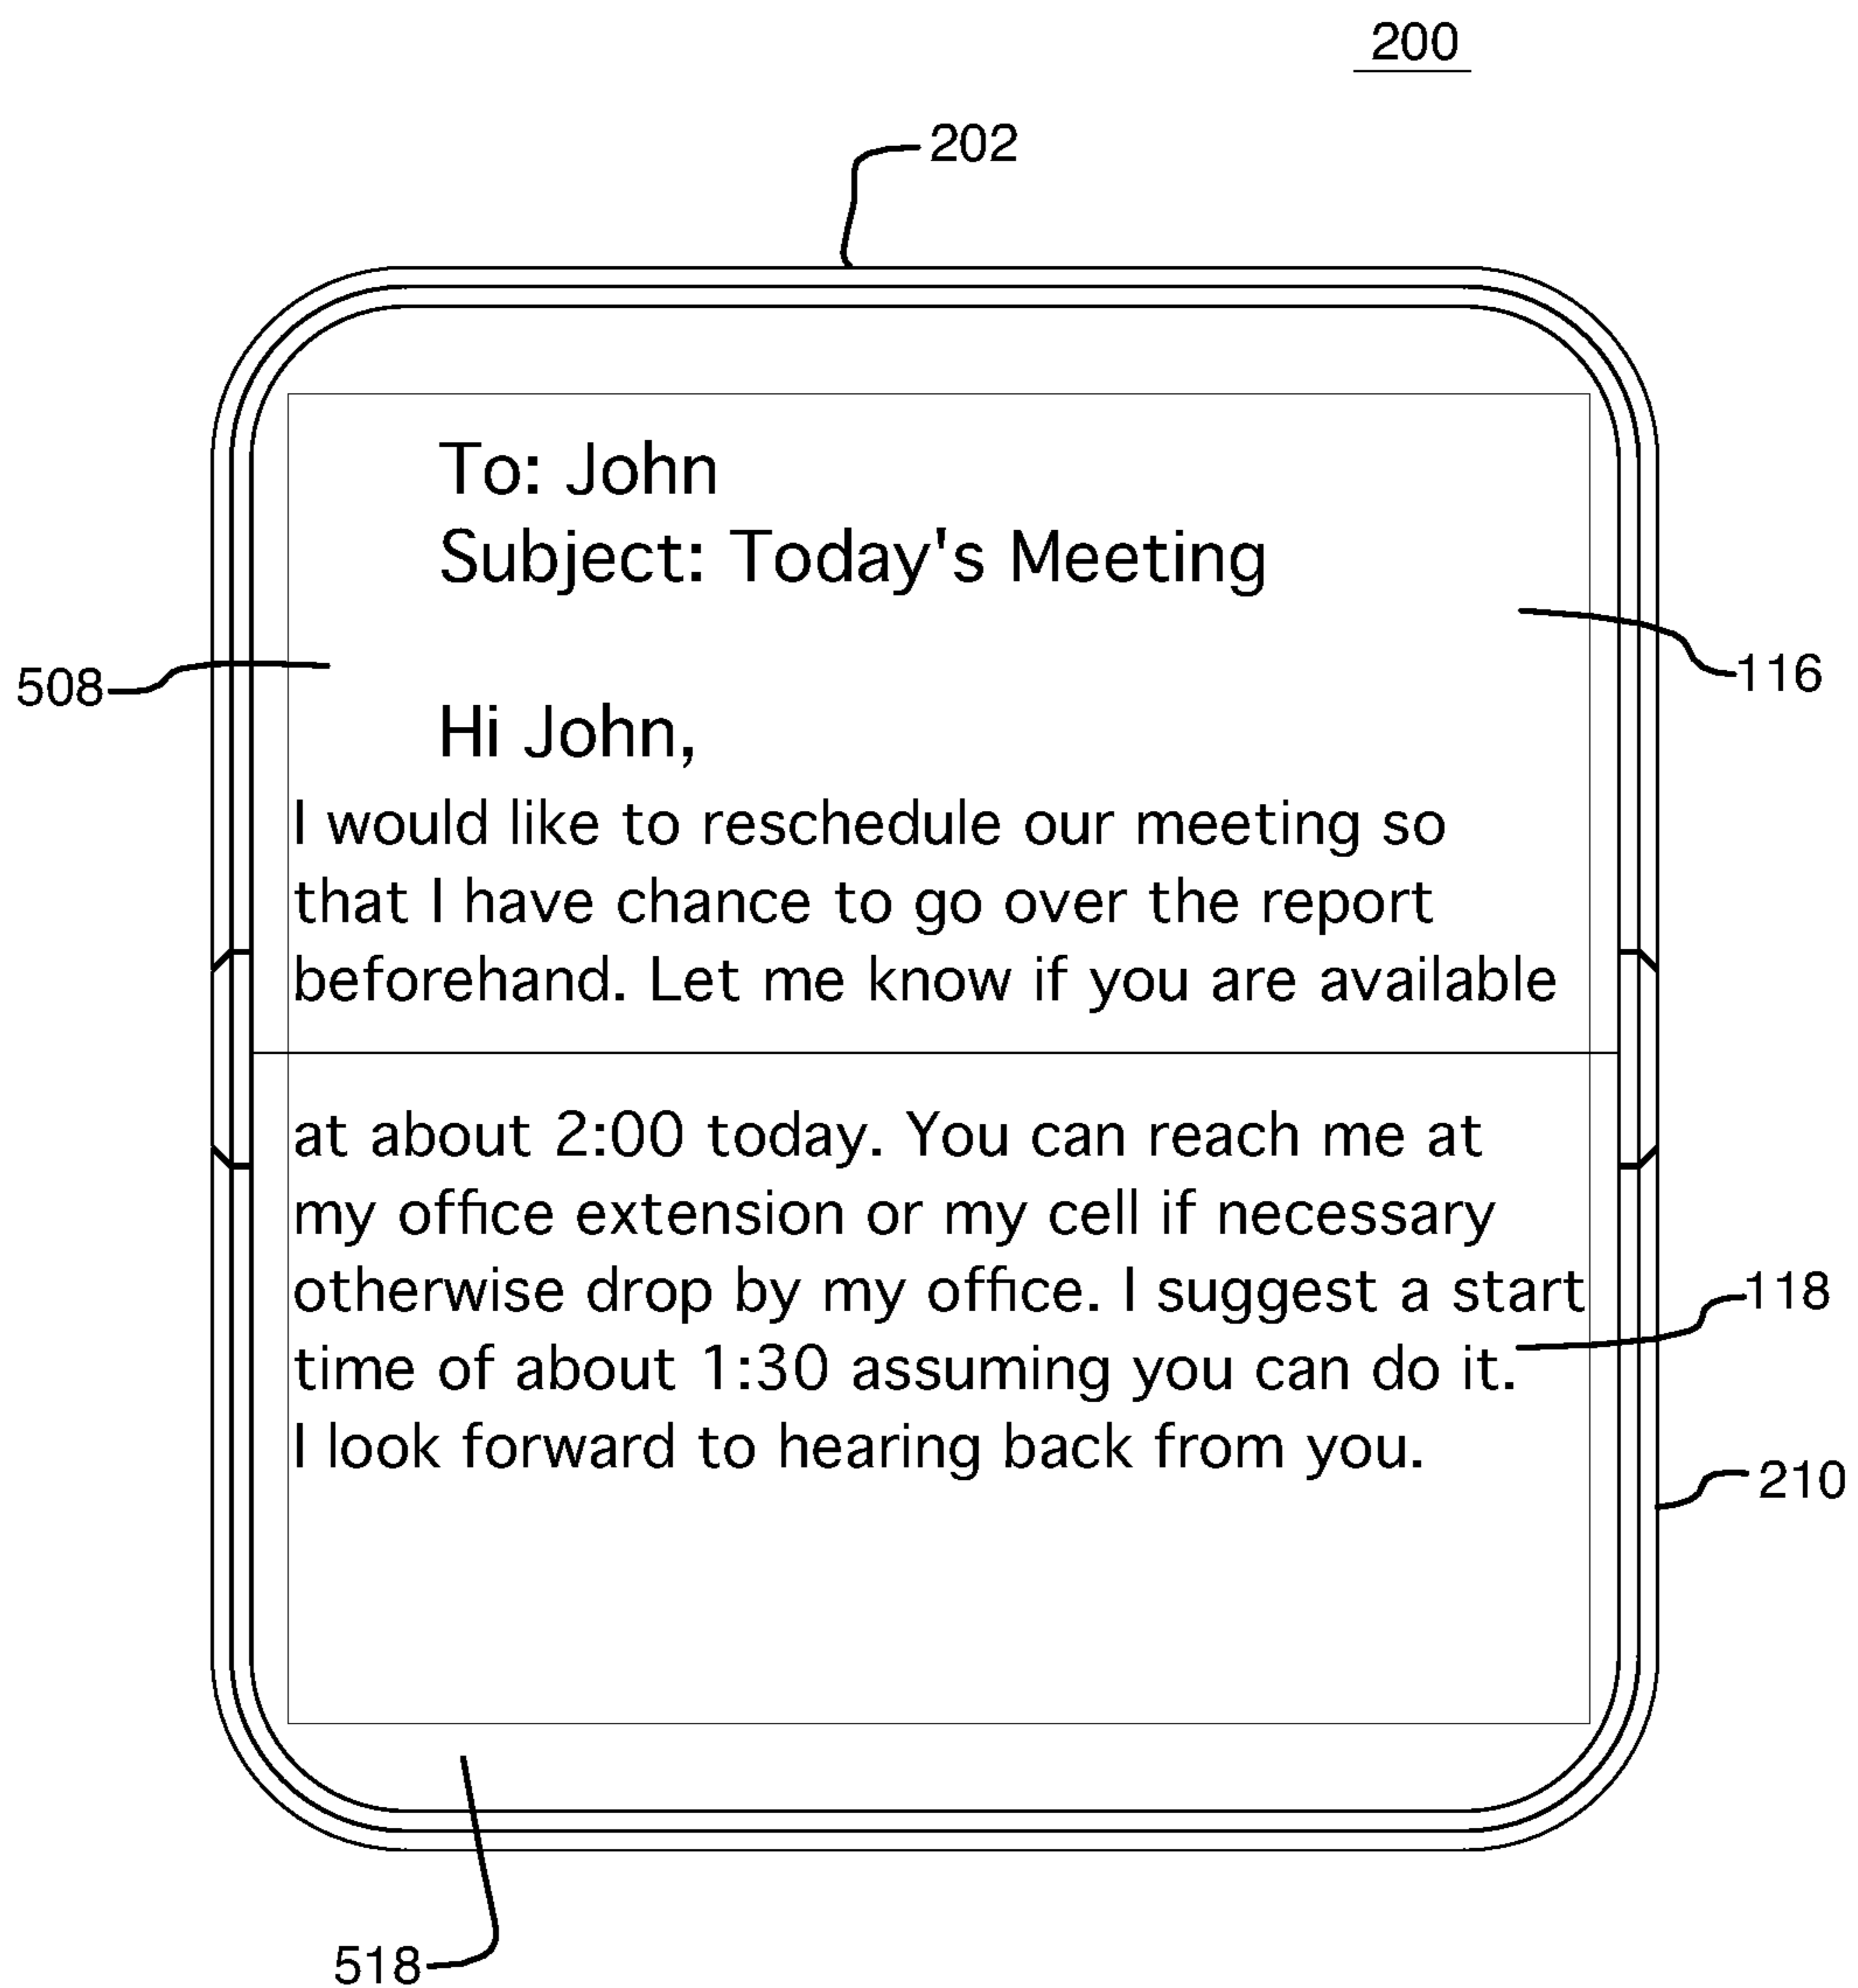 200
202
To: John
Subject: Today's Meeting
116
508
Hi John,
I would like to reschedule our meeting so
that I have chance to go over the report
beforehand. Let me know if you are available
at about 2:00 today. You can reach me at
my office extension or my cell if necessary
otherwise drop by my office. I suggest a start
118
time of about 1:30 assuming you can do it.
I look forward to hearing back from you.
210
518